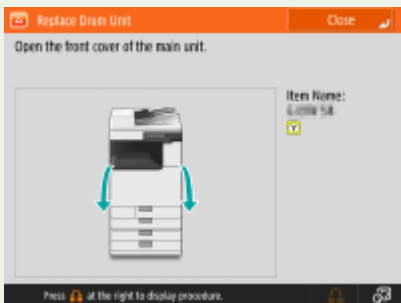 Replace Drum Unit
Close
Open the front cover of the main unit.
Item Name:
Y
Press at the right to display procedure.